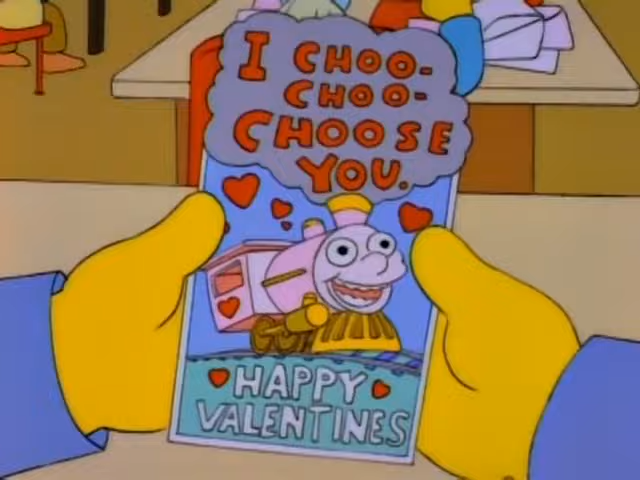 I CHOO-
CHOO-
CHOOSE
YOU.
HAPPY
VALENTINES